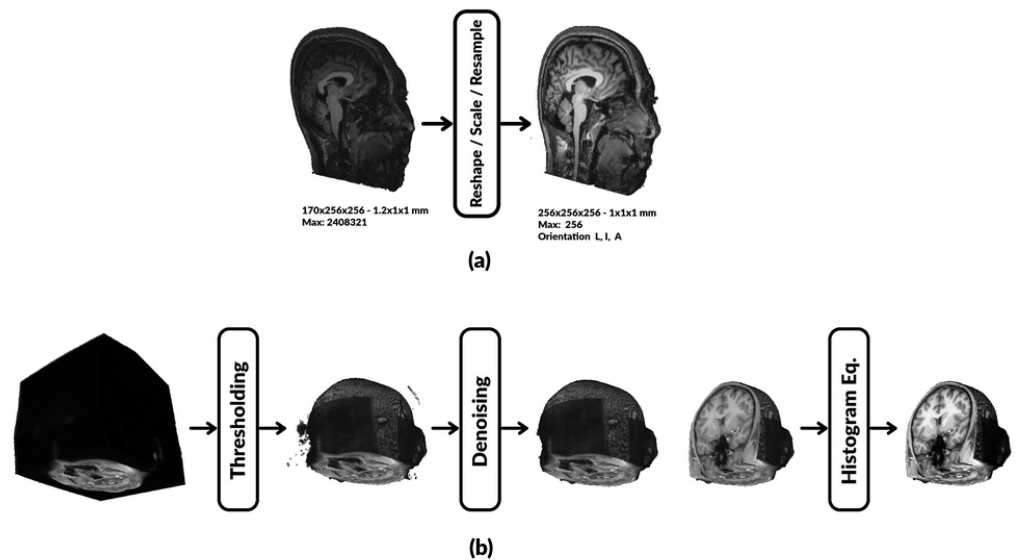 Reshape / Scale / Resample
170x256x256 - 1.2x1x1 mm
Max: 2408321
256x256x256 - 1x1x1 mm
Max: 256
Orientation L, I, A
(a)
Thresholding
Denoising
Histogram Eq.
(b)